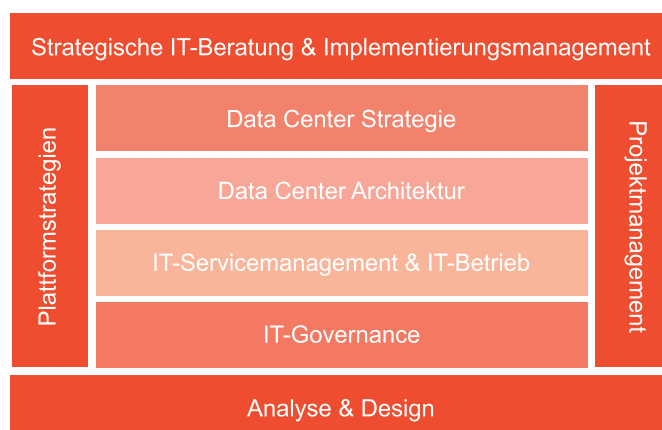 Strategische IT-Beratung & Implementierungsmanagement
Plattformstrategien
Data Center Strategie
Data Center Architektur
IT-Servicemanagement & IT-Betrieb
IT-Governance
Projektmanagement
Analyse & Design